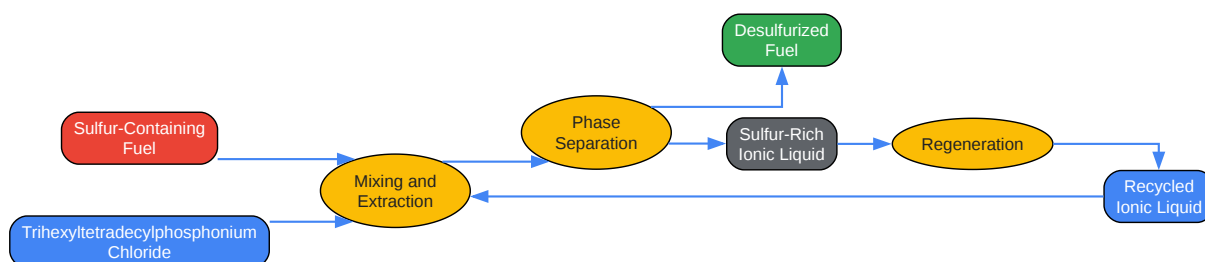 Desulfurized
Fuel
Sulfur-Containing
Fuel
Phase
Separation
Sulfur-Rich
Ionic Liquid
Regeneration
Mixing and
Extraction
Recycled
Ionic Liquid
Trihexyltetradecylphosphonium
Chloride